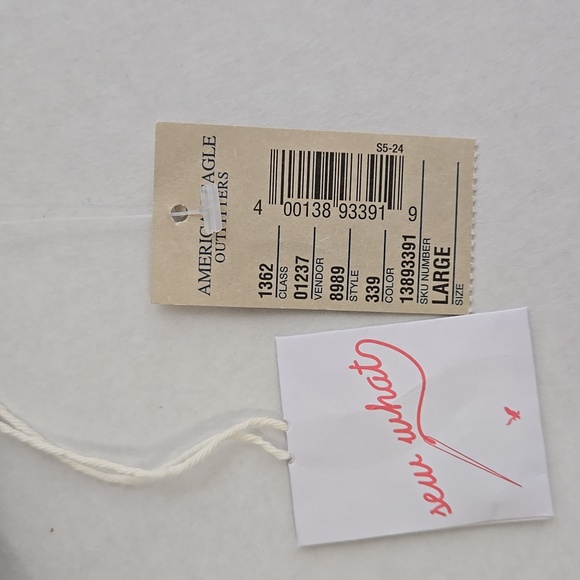 AMERICAN EAGLE
OUTFITTERS
S5-24
4 00138 93391 9
1362
CLASS
01237
VENDOR
8989
STYLE
339
COLOR
13893391
SKU NUMBER
LARGE
SIZE
sew what